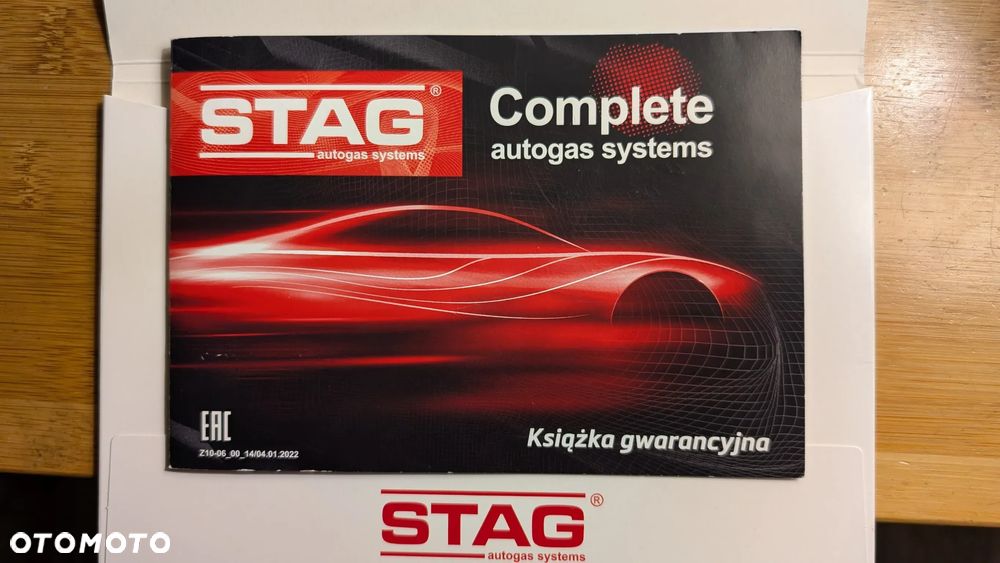 STAG®
autogas systems
Complete
autogas systems
EAC
Z10-06_00_14/04.01.2022
Książka gwarancyjna
STAG®
autogas systems
OTOMOTO